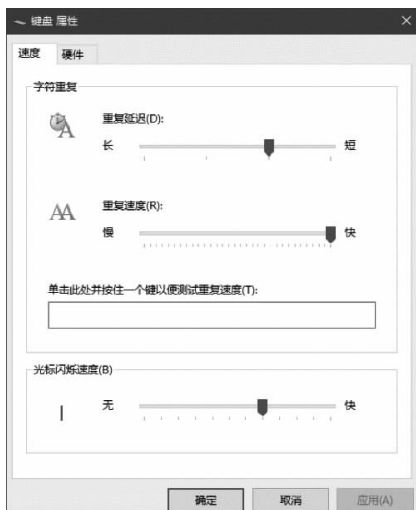 键盘 属性
速度 硬件
字符重复
重复延迟(D):
长 短
重复速度(R):
慢 快
单击此处并按住一个键以便测试重复速度(T):
光标闪烁速度(B)
无 快
确定 取消 应用(A)